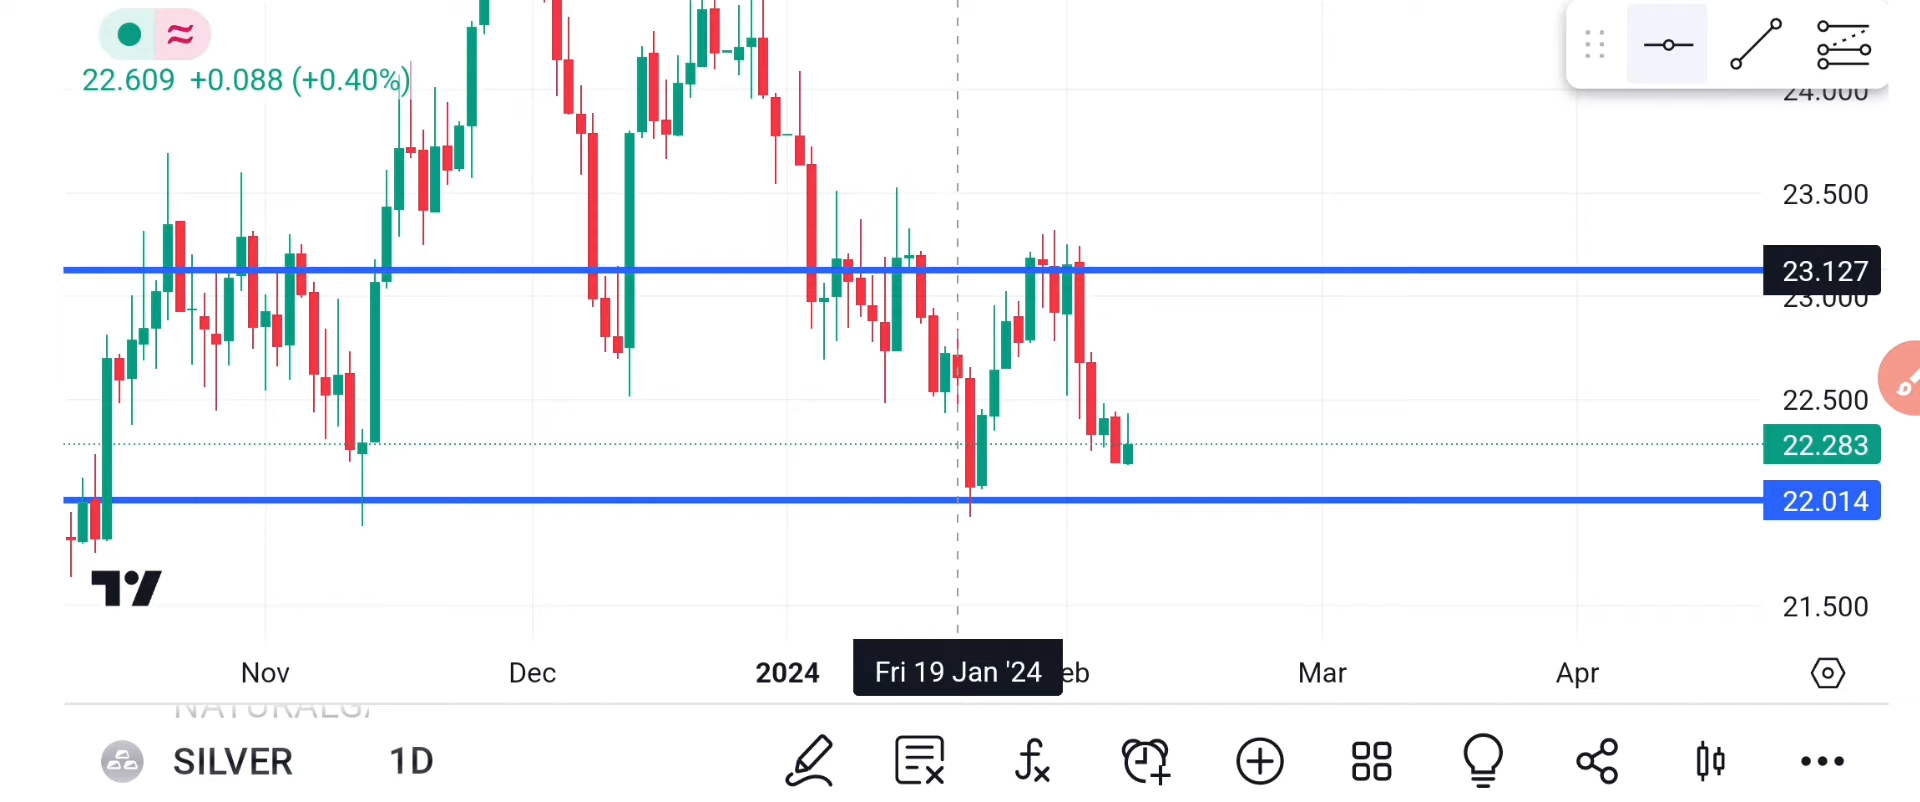 22.609 +0.088 (+0.40%)
24.000
23.500
23.127
23.000
22.500
22.283
22.014
21.500
Nov Dec 2024 Fri 19 Jan '24 eb Mar Apr
SILVER 1D